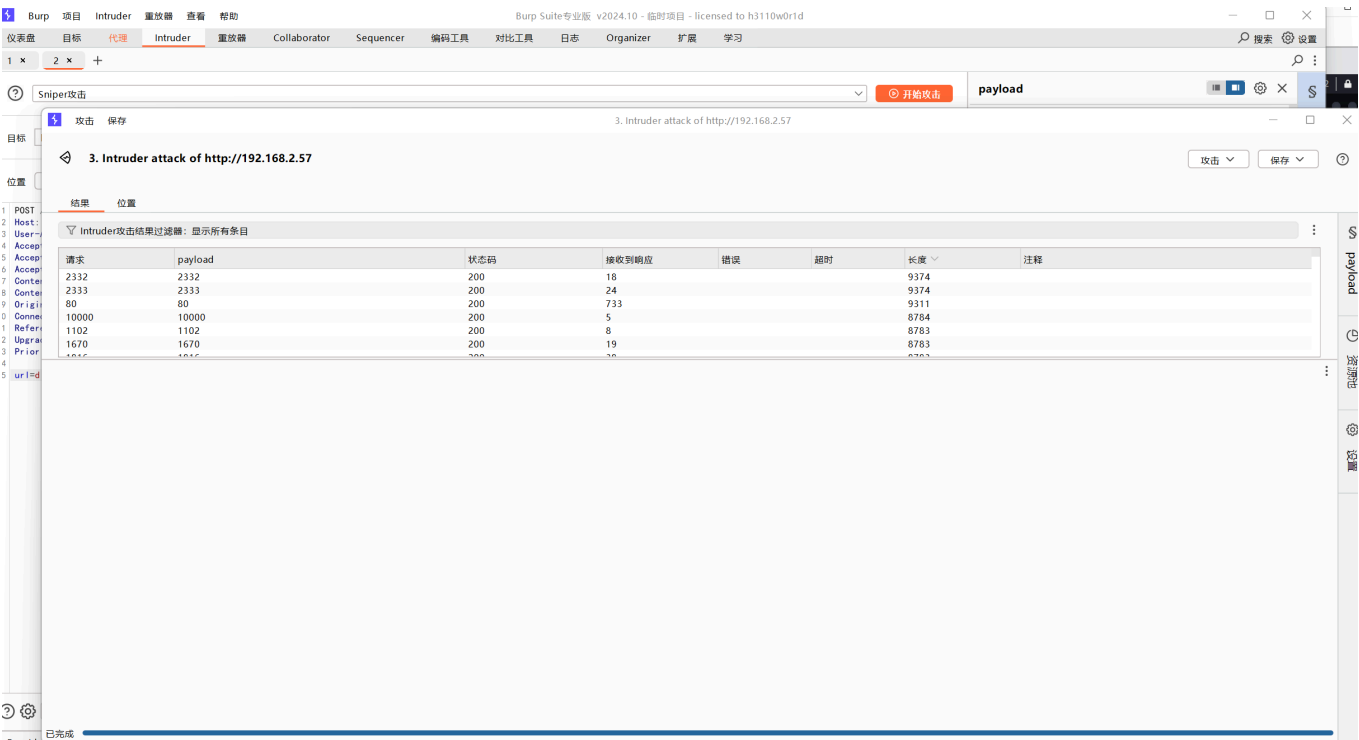 Burp 项目 Intruder 重放器 查看 帮助 Burp Suite专业版 v2024.10 - 临时项目 - licensed to h3110w0r1d
仪表盘 目标 代理 Intruder 重放器 Collaborator Sequencer 编码工具 对比工具 日志 Organizer 扩展 学习 搜索 设置
1 × 2 × +
Sniper攻击 开始攻击 payload §
攻击 保存 3. Intruder attack of http://192.168.2.57
目标
3. Intruder attack of http://192.168.2.57 攻击 保存
位置
结果 位置
1 POST
2 Host:
3 User-
4 Accep
5 Accep
6 Accep
7 Conte
8 Conte
9 Origi
0 Conne
1 Refer
2 Upgra
3 Prior
4
5 url=d
Intruder攻击结果过滤器: 显示所有条目
请求 payload 状态码 接收到响应 错误 超时 长度 注释
2332 2332 200 18 9374
2333 2333 200 24 9374
80 80 200 733 9311
10000 10000 200 5 8784
1102 1102 200 8 8783
1670 1670 200 19 8783
§ payload
设置
已完成